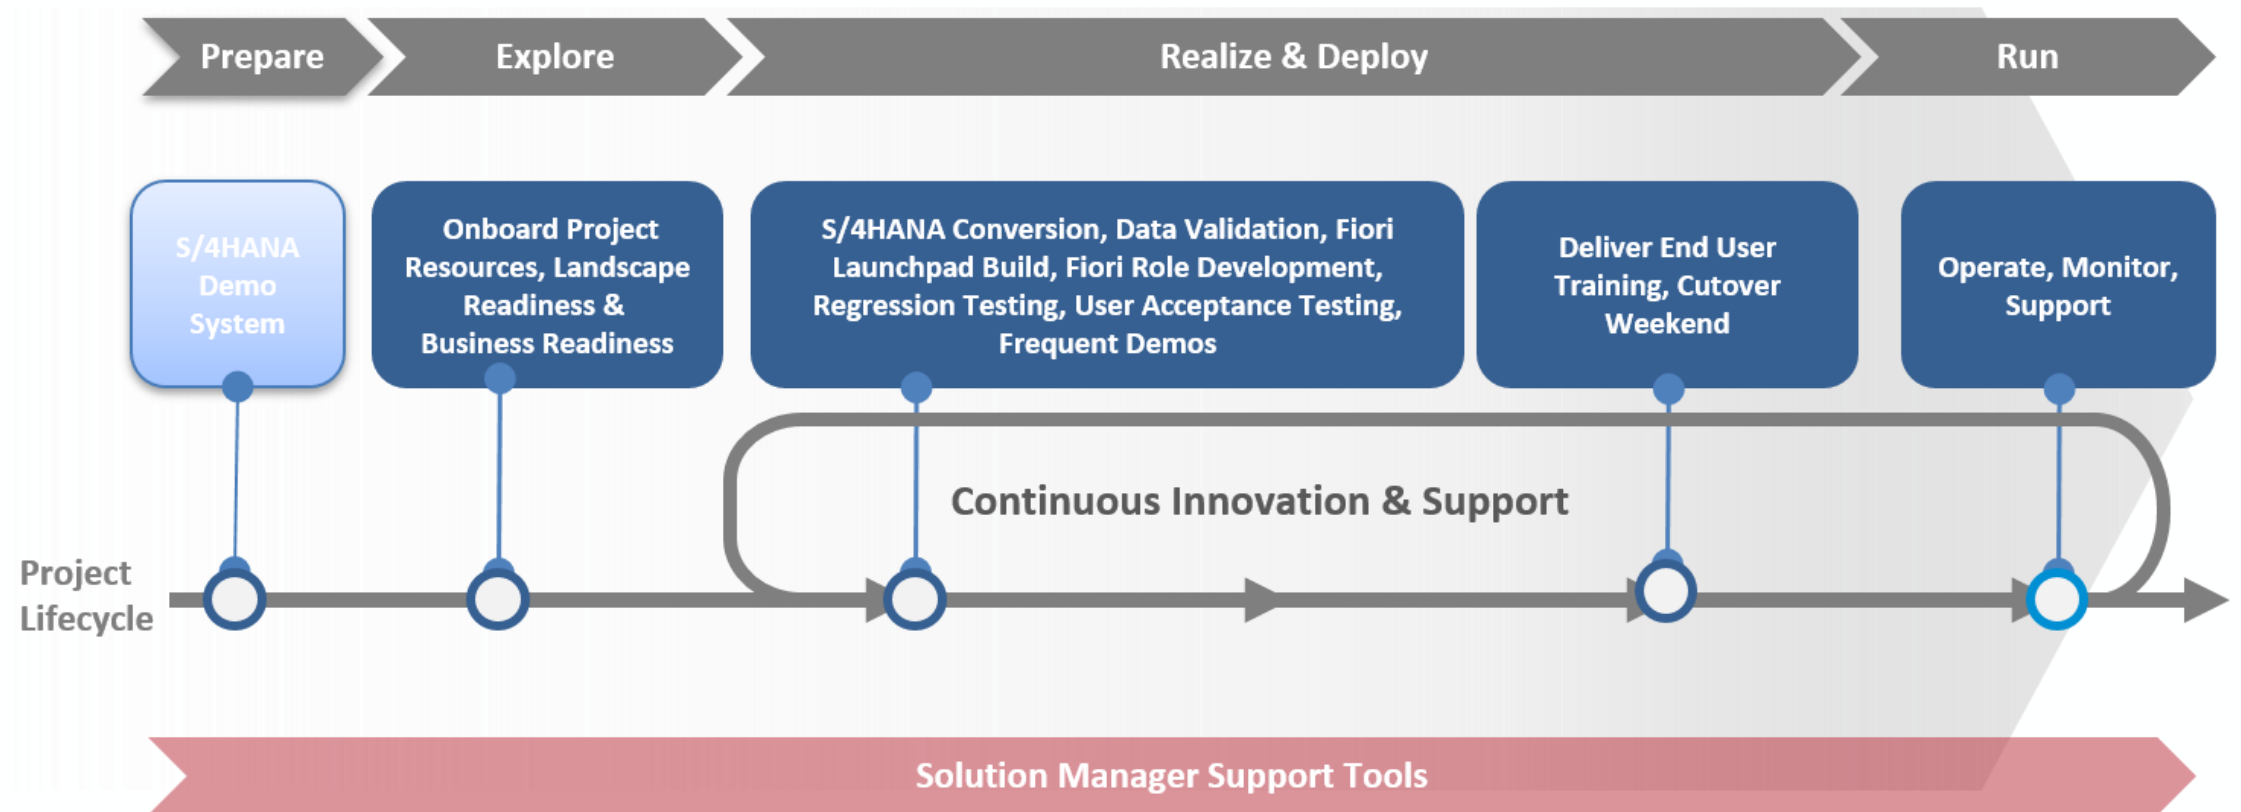 Prepare
Explore
Realize & Deploy
Run
S/4HANA
Demo
System
Onboard Project
Resources, Landscape
Readiness &
Business Readiness
S/4HANA Conversion, Data Validation, Fiori
Launchpad Build, Fiori Role Development,
Regression Testing, User Acceptance Testing,
Frequent Demos
Deliver End User
Training, Cutover
Weekend
Operate, Monitor,
Support
Continuous Innovation & Support
Project
Lifecycle
Solution Manager Support Tools